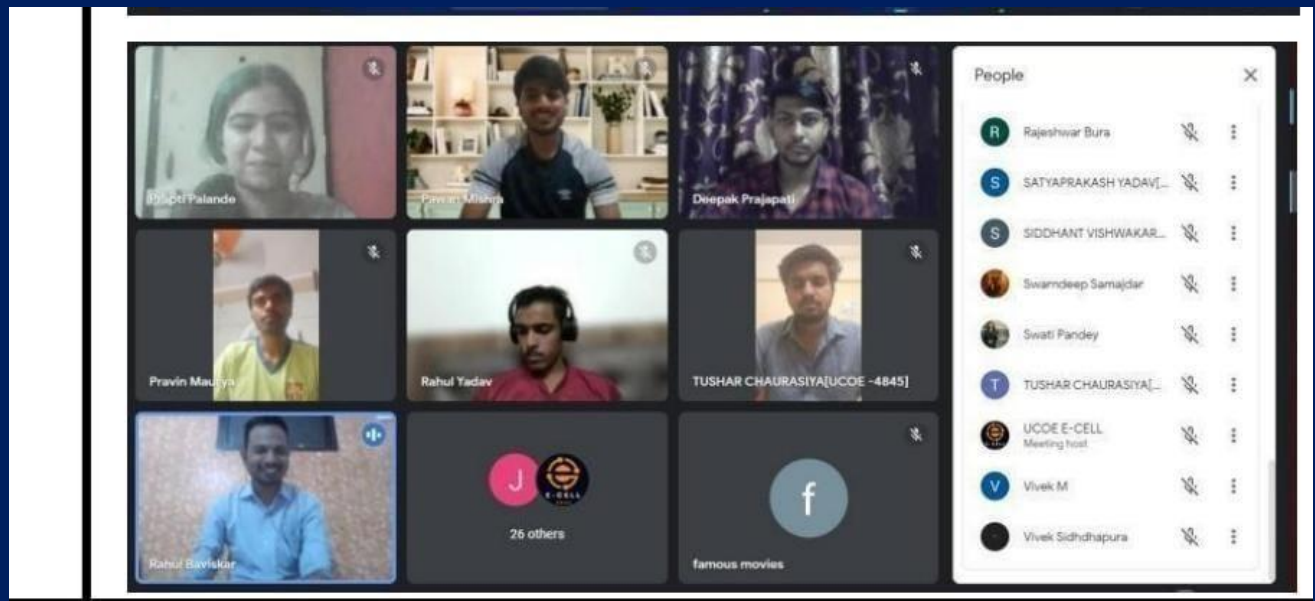 Prapti Palande
Pawan Mishra
Deepak Prajapati
Pravin Maurya
Rahul Yadav
TUSHAR CHAURASIYA[UCOE -4845]
Rahul Baviskar
J
E-CELL
26 others
f
famous movies
People
R
Rajeshwar Bura
S
SATYAPRAKASH YADAV[...
S
SIDDHANT VISHWAKAR...
Swarndeep Samajdar
Swati Pandey
T
TUSHAR CHAURASIYA[...
UCOE E-CELL
Meeting host
V
Vivek M
Vivek Sidhdhapura